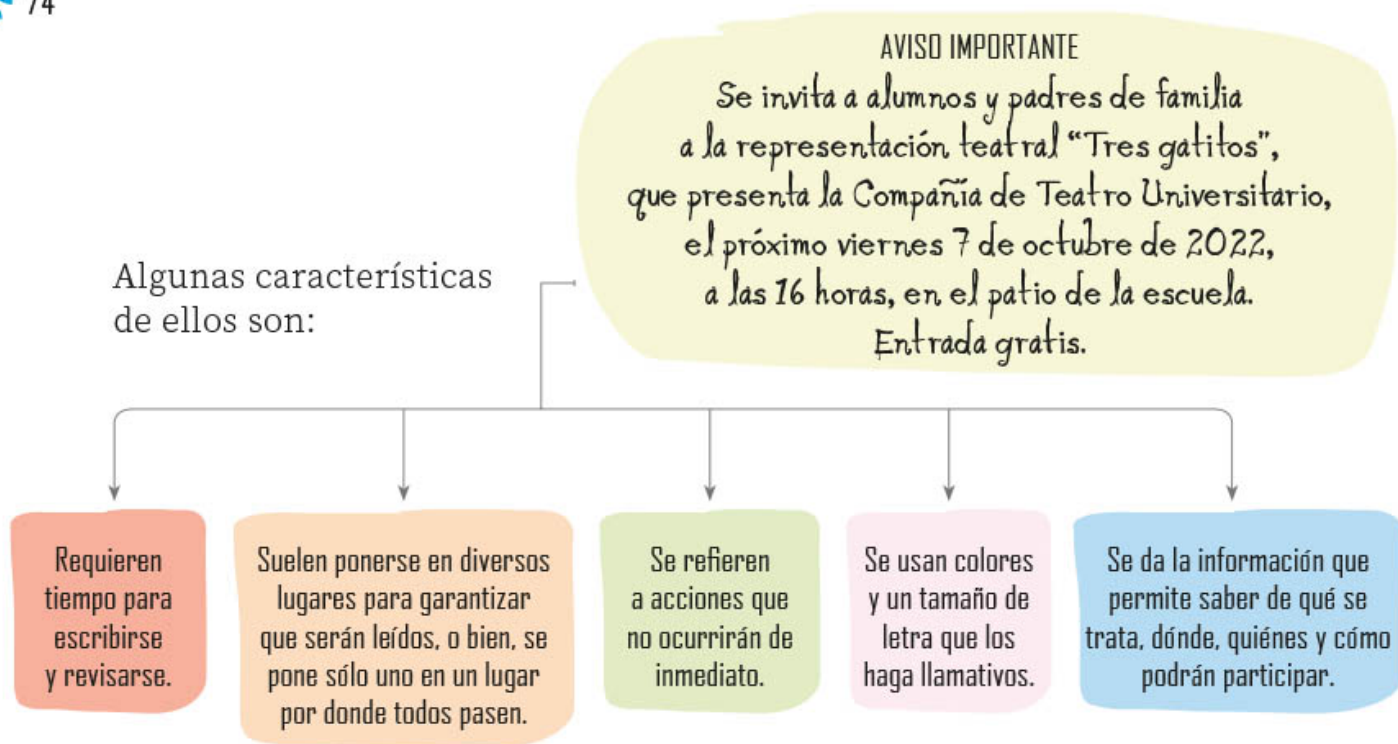 74
AVISO IMPORTANTE
Se invita a alumnos y padres de familia
a la representación teatral “Tres gatitos”,
que presenta la Compañía de Teatro Universitario,
el próximo viernes 7 de octubre de 2022,
a las 16 horas, en el patio de la escuela.
Entrada gratis.
Algunas características
de ellos son:
Requieren
tiempo para
escribirse
y revisarse.
Suelen ponerse en diversos
lugares para garantizar
que serán leídos, o bien, se
pone sólo uno en un lugar
por donde todos pasen.
Se refieren
a acciones que
no ocurrirán de
inmediato.
Se usan colores
y un tamaño de
letra que los
haga llamativos.
Se da la información que
permite saber de qué se
trata, dónde, quiénes y cómo
podrán participar.